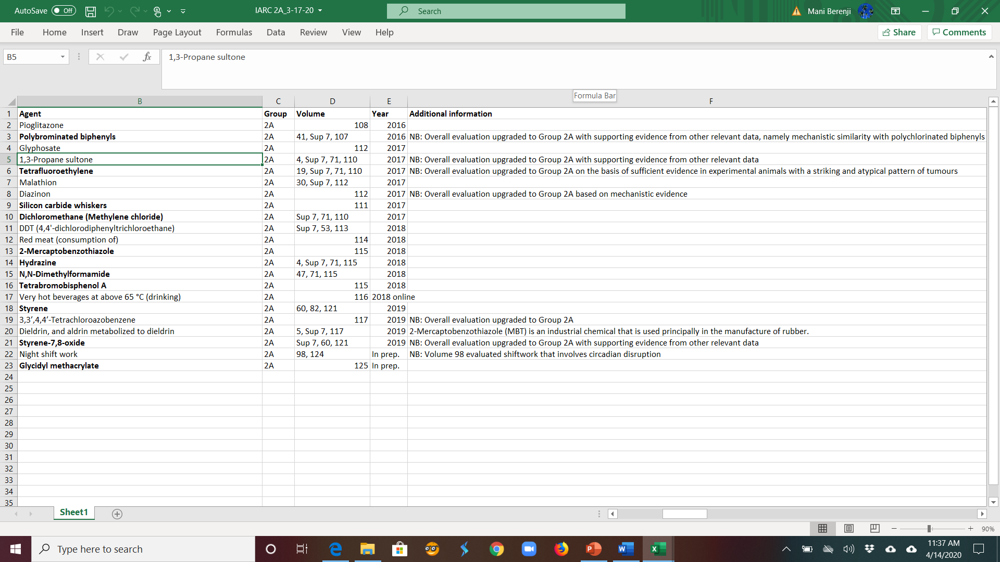 AutoSave Off IARC 2A_3-17-20 Search Mani Berenji
File Home Insert Draw Page Layout Formulas Data Review View Help Share Comments
B5 fx 1,3-Propane sultone
Formula Bar
B C D E F
1 Agent Group Volume Year Additional information
2 Pioglitazone 2A 108 2016
3 Polybrominated biphenyls 2A 41, Sup 7, 107 2016 NB: Overall evaluation upgraded to Group 2A with supporting evidence from other relevant data, namely mechanistic similarity with polychlorinated biphenyls
4 Glyphosate 2A 112 2017
5 1,3-Propane sultone 2A 4, Sup 7, 71, 110 2017 NB: Overall evaluation upgraded to Group 2A with supporting evidence from other relevant data
6 Tetrafluoroethylene 2A 19, Sup 7, 71, 110 2017 NB: Overall evaluation upgraded to Group 2A on the basis of sufficient evidence in experimental animals with a striking and atypical pattern of tumours
7 Malathion 2A 30, Sup 7, 112 2017
8 Diazinon 2A 112 2017 NB: Overall evaluation upgraded to Group 2A based on mechanistic evidence
9 Silicon carbide whiskers 2A 111 2017
10 Dichloromethane (Methylene chloride) 2A Sup 7, 71, 110 2017
11 DDT (4,4'-dichlorodiphenyltrichloroethane) 2A Sup 7, 53, 113 2018
12 Red meat (consumption of) 2A 114 2018
13 2-Mercaptobenzothiazole 2A 115 2018
14 Hydrazine 2A 4, Sup 7, 71, 115 2018
15 N,N-Dimethylformamide 2A 47, 71, 115 2018
16 Tetrabromobisphenol A 2A 115 2018
17 Very hot beverages at above 65 °C (drinking) 2A 116 2018 online
18 Styrene 2A 60, 82, 121 2019
19 3,3′,4,4′-Tetrachloroazobenzene 2A 117 2019 NB: Overall evaluation upgraded to Group 2A
20 Dieldrin, and aldrin metabolized to dieldrin 2A 5, Sup 7, 117 2019 2-Mercaptobenzothiazole (MBT) is an industrial chemical that is used principally in the manufacture of rubber.
21 Styrene-7,8-oxide 2A Sup 7, 60, 121 2019 NB: Overall evaluation upgraded to Group 2A with supporting evidence from other relevant data
22 Night shift work 2A 98, 124 In prep. NB: Volume 98 evaluated shiftwork that involves circadian disruption
23 Glycidyl methacrylate 2A 125 In prep.
24
25
26
27
28
29
30
31
32
33
34
35
Sheet1
90%
Type here to search 11:37 AM
4/14/2020